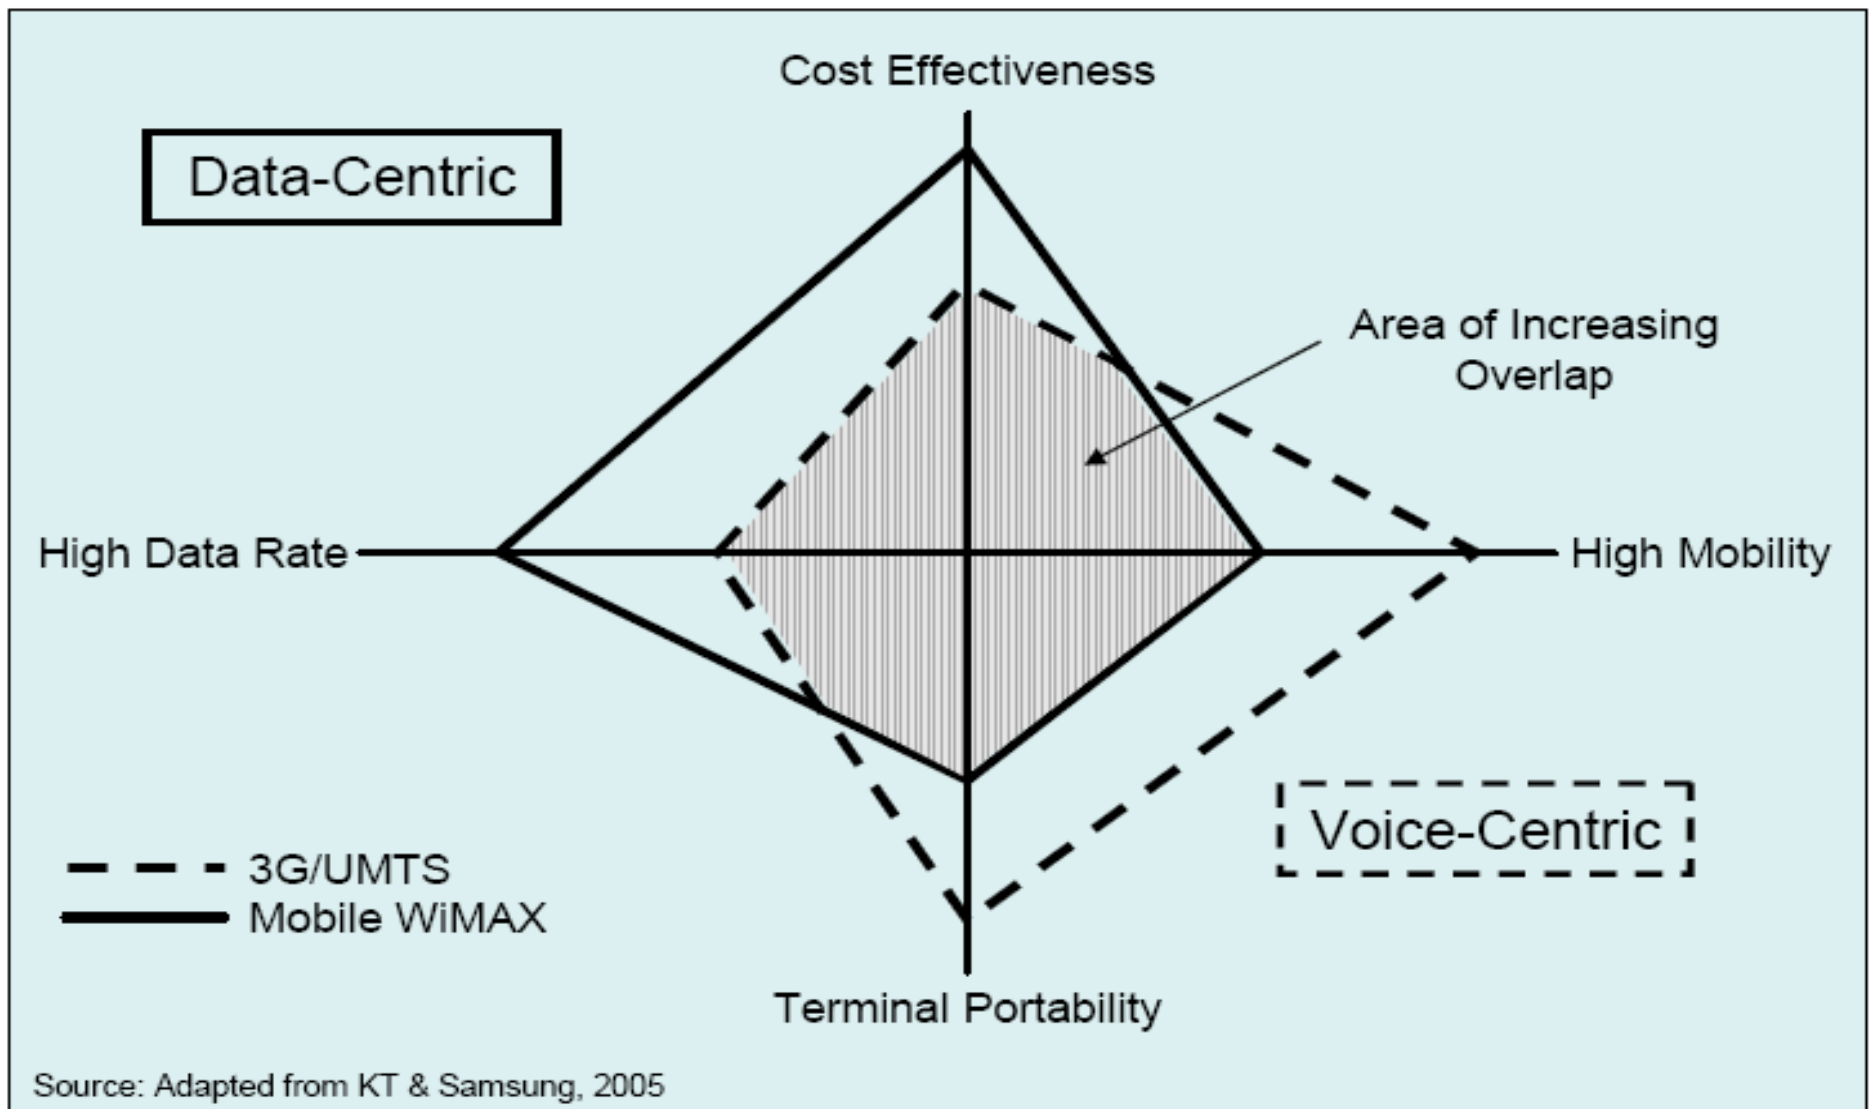 Cost Effectiveness
Data-Centric
Area of Increasing
Overlap
High Data Rate
High Mobility
Voice-Centric
3G/UMTS
Mobile WiMAX
Terminal Portability
Source: Adapted from KT & Samsung, 2005